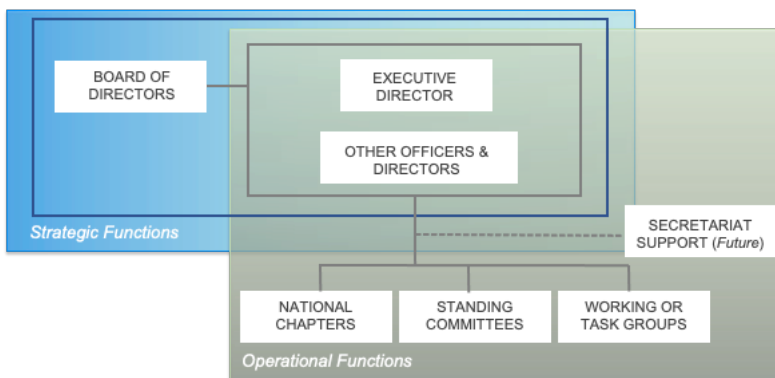 BOARD OF
DIRECTORS
EXECUTIVE
DIRECTOR
OTHER OFFICERS &
DIRECTORS
Strategic Functions
SECRETARIAT
SUPPORT (Future)
NATIONAL
CHAPTERS
STANDING
COMMITTEES
WORKING OR
TASK GROUPS
Operational Functions